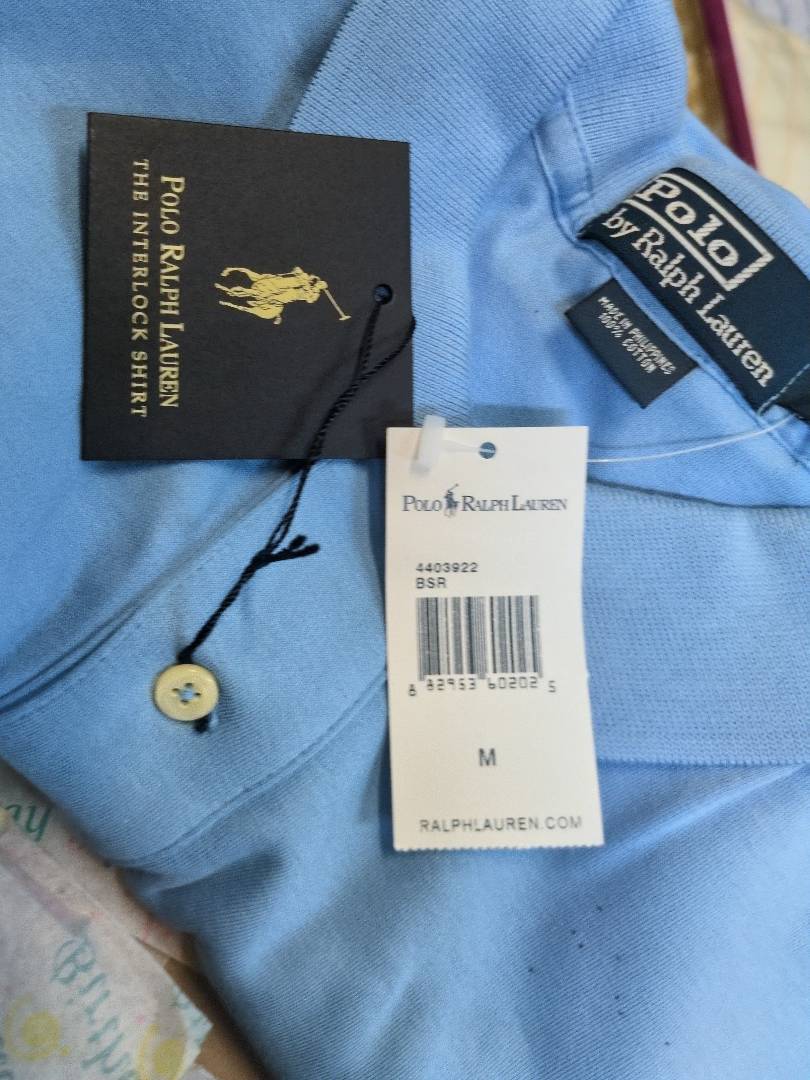 POLO RALPH LAUREN
THE INTERLOCK SHIRT
Polo
by Ralph Lauren
MADE IN PHILIPPINES
100% COTTON
POLO RALPH LAUREN
4403922
BSR
8 82953 60202 5
M
RALPHLAUREN.COM